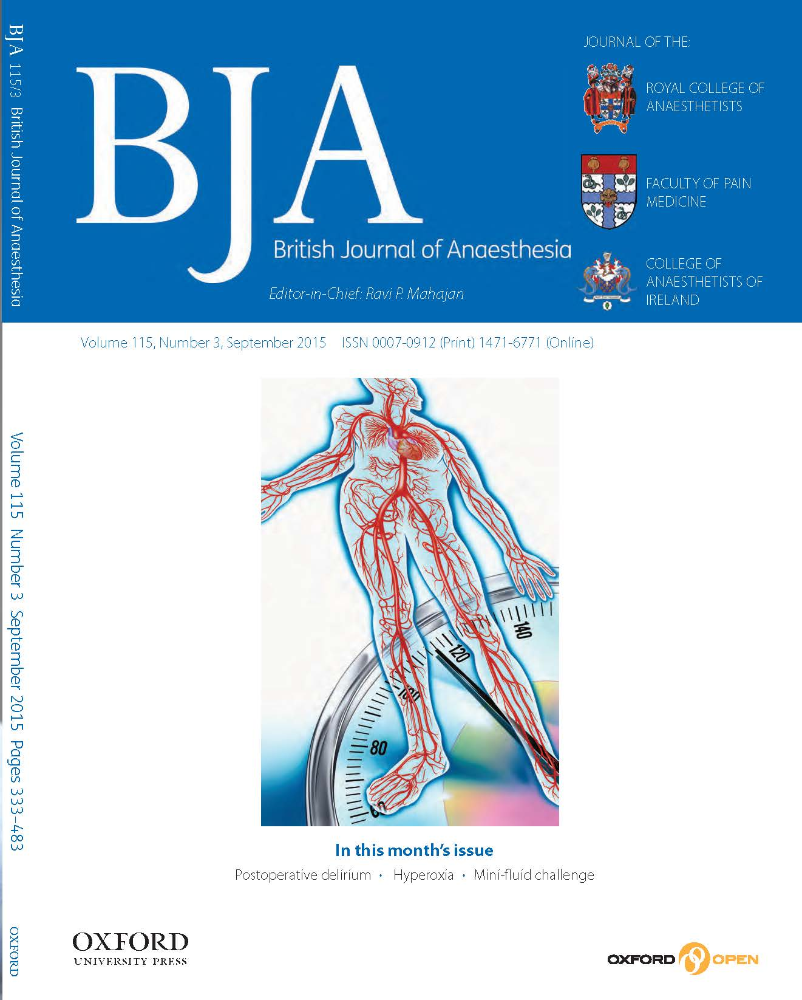 BJA 115/3 British Journal of Anaesthesia
Volume 115 Number 3 September 2015 Pages 333–483
OXFORD
JOURNAL OF THE:
BJA
ROYAL COLLEGE OF
ANAESTHETISTS
FACULTY OF PAIN
MEDICINE
British Journal of Anaesthesia
COLLEGE OF
ANAESTHETISTS OF
IRELAND
Editor-in-Chief: Ravi P. Mahajan
Volume 115, Number 3, September 2015 ISSN 0007-0912 (Print) 1471-6771 (Online)
140
120
100
80
60
In this month's issue
Postoperative delirium • Hyperoxia • Mini-fluid challenge
OXFORD
UNIVERSITY PRESS
OXFORD OPEN